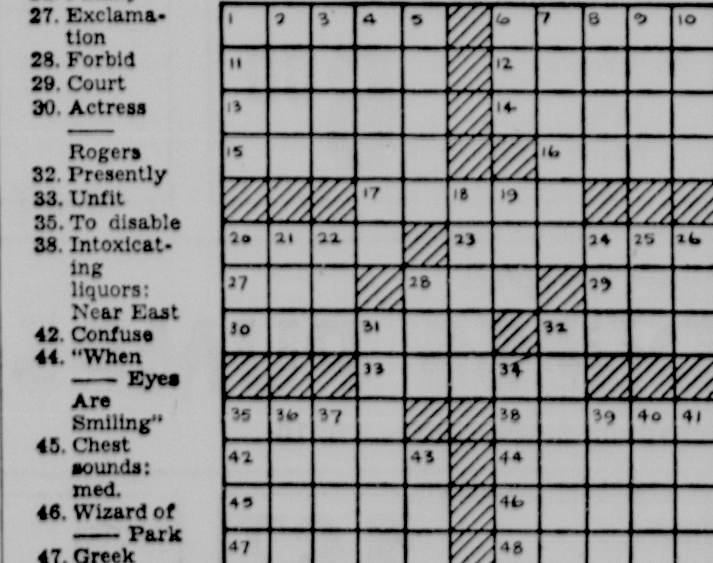 27. Exclama-
tion
28. Forbid
29. Court
30. Actress
Rogers
32. Presently
33. Unfit
35. To disable
38. Intoxicat-
ing
liquors:
Near East
42. Confuse
44. "When
—— Eyes
Are
Smiling"
45. Chest
sounds:
med.
46. Wizard of
—— Park
47. Greek
1 2 3 4 5 6 7 8 9 10
11 12
13 14
15 16
17 18 19
20 21 22 23 24 25 26
27 28 29
30 31 32
33 34
35 36 37 38 39 40 41
42 43 44
45 46
47 48